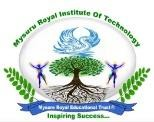 Mysuru Royal Institute Of Technology
Mysuru Royal Educational Trust ®
Inspiring Success...